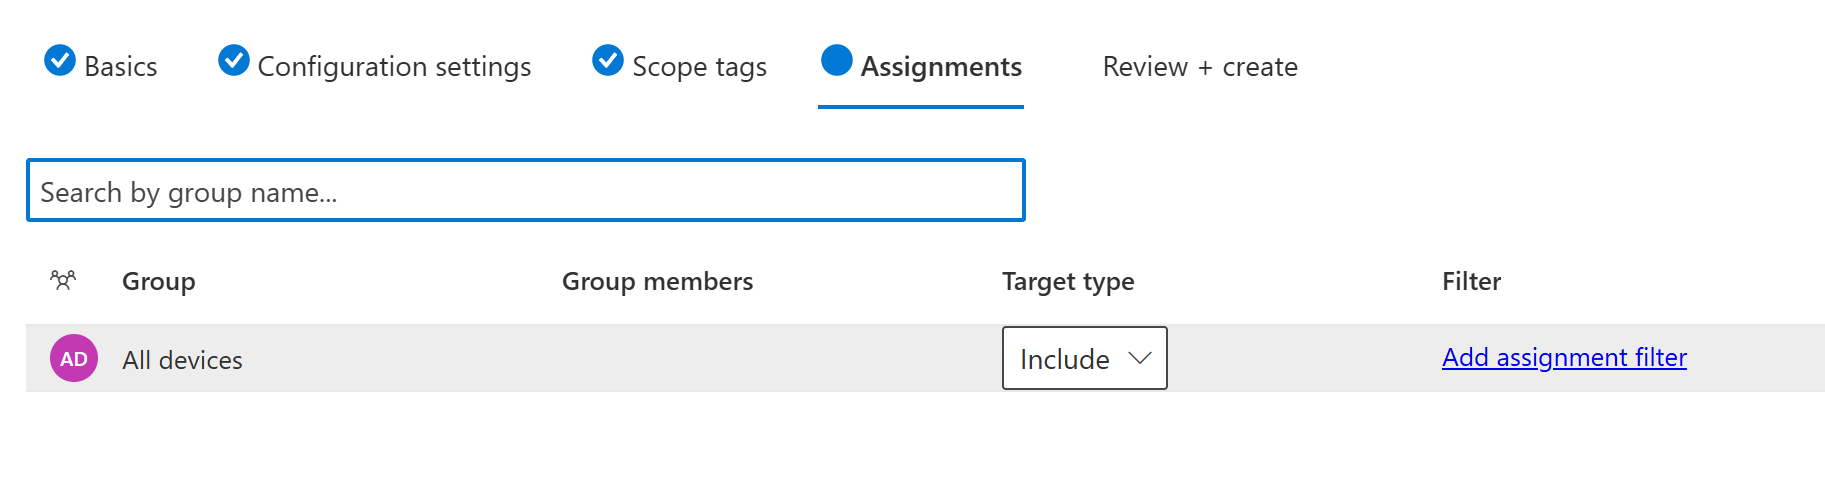 Basics Configuration settings Scope tags Assignments Review + create
Search by group name...
Group Group members Target type Filter
AD All devices Include Add assignment filter